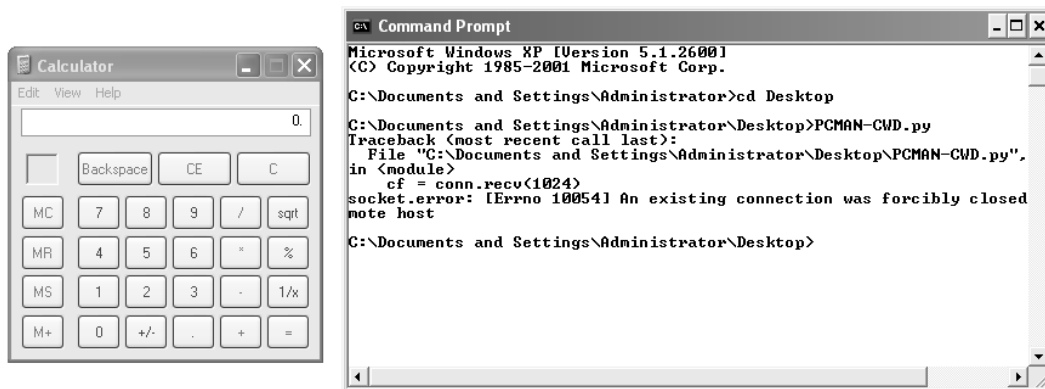 Calculator
Edit View Help
0.
Backspace CE C
MC 7 8 9 / sqrt
MR 4 5 6 * %
MS 1 2 3 - 1/x
M+ 0 +/- . + =
Command Prompt
Microsoft Windows XP [Version 5.1.2600]
(C) Copyright 1985-2001 Microsoft Corp.
C:\Documents and Settings\Administrator>cd Desktop
C:\Documents and Settings\Administrator\Desktop>PCMAN-CWD.py
Traceback (most recent call last):
File "C:\Documents and Settings\Administrator\Desktop\PCMAN-CWD.py",
in <module>
cf = conn.recv(1024)
socket.error: [Errno 10054] An existing connection was forcibly closed
mote host
C:\Documents and Settings\Administrator\Desktop>